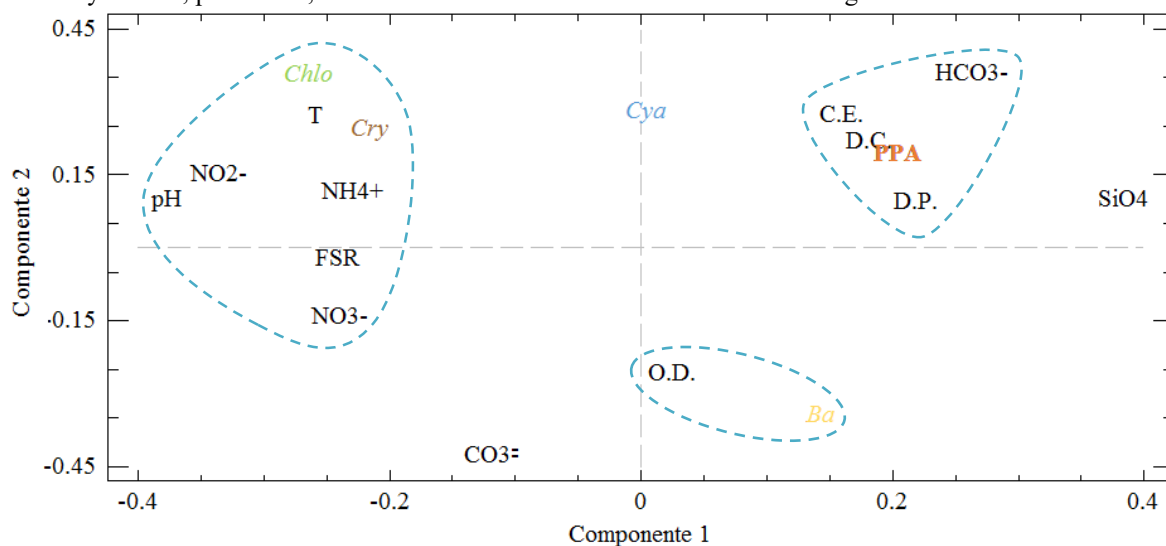 0.45
HCO3-
Chlo
T
Cya
C.E.
Cry
D.C.
PPA
0.15
NO2-
NH4+
pH
D.P.
SiO4
Componente 2
FSR
-0.15
NO3-
O.D.
Ba
-0.45
CO3=
-0.4
-0.2
0
0.2
0.4
Componente 1